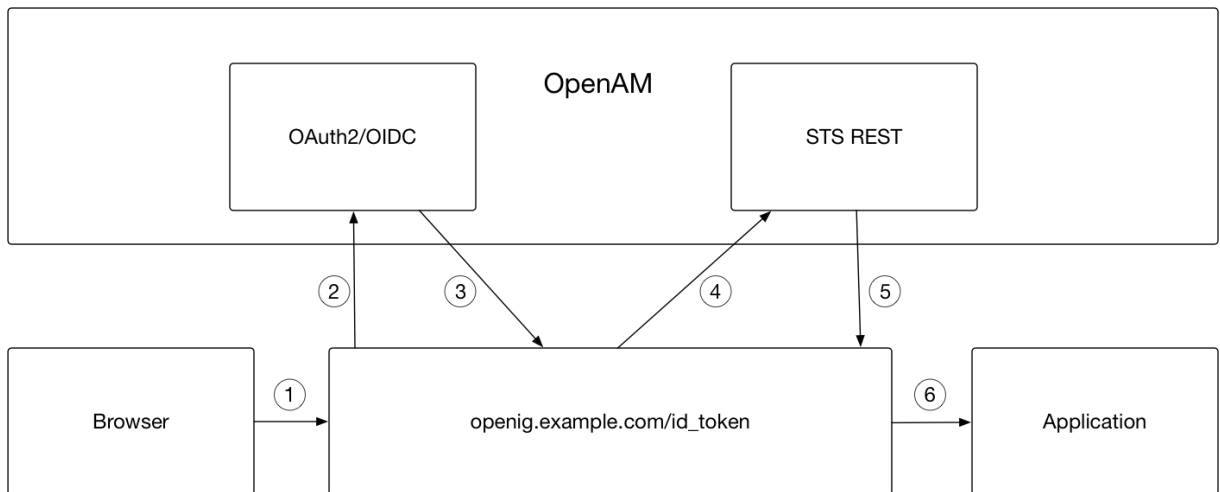 OpenAM
OAuth2/OIDC
STS REST
2
3
4
5
1
6
Browser
openig.example.com/id_token
Application